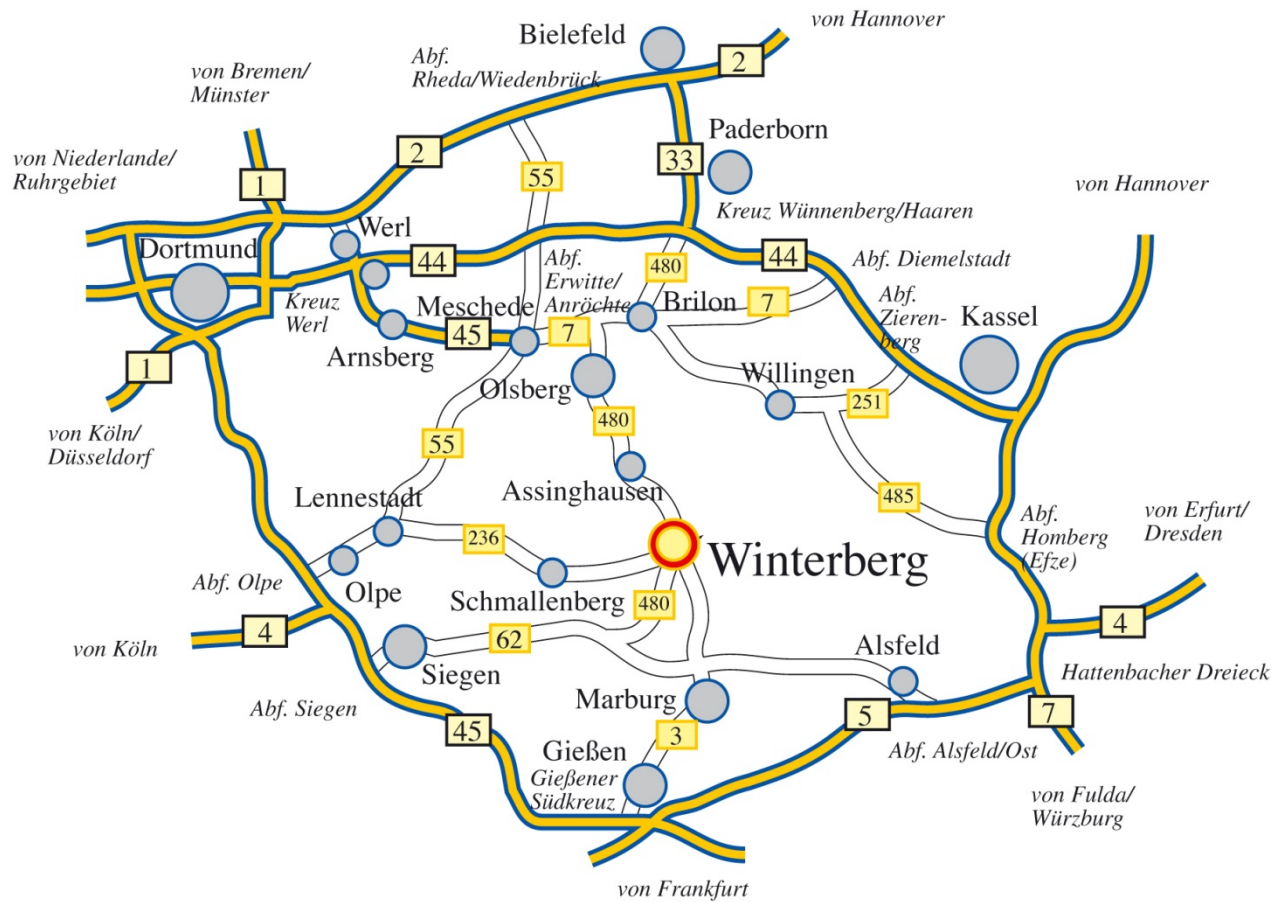 von Hannover
Bielefeld
2
Abf.
Rheda/Wiedenbrück
von Bremen/
Münster
Paderborn
2
33
von Niederlande/
Ruhrgebiet
55
1
von Hannover
Kreuz Wünnenberg/Haaren
Werl
Dortmund
44
480
44
Abf. Diemelstadt
Abf.
Erwitte/
Anröchte
Abf.
Zieren-
berg
Kreuz
Werl
Meschede
Brilon
7
Kassel
45
7
Arnsberg
1
Olsberg
Willingen
251
480
von Köln/
Düsseldorf
55
Assinghausen
485
Lennestadt
von Erfurt/
Dresden
Abf.
Homberg
(Efze)
236
Winterberg
Abf. Olpe
Olpe
Schmallenberg
480
4
4
von Köln
62
Siegen
Alsfeld
Hattenbacher Dreieck
Abf. Siegen
Marburg
5
7
45
3
Gießen
Abf. Alsfeld/Ost
Gießener
Südkreuz
von Fulda/
Würzburg
von Frankfurt